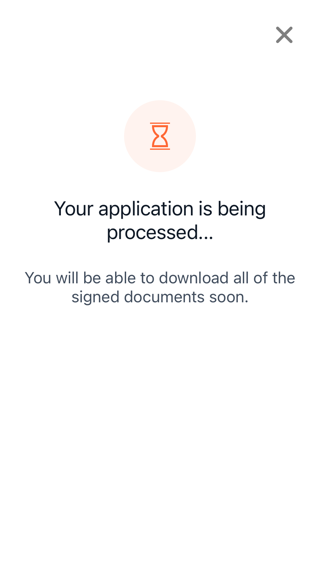 Your application is being
processed...
You will be able to download all of the
signed documents soon.